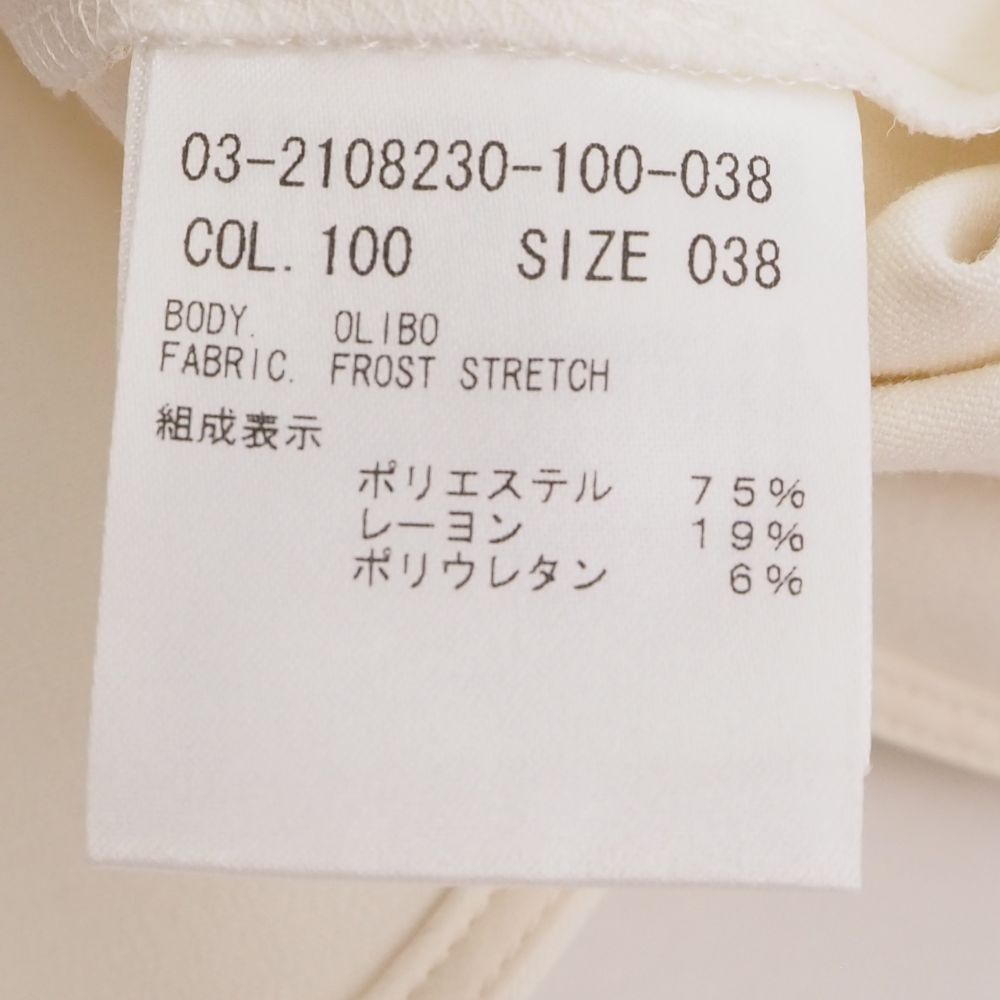 03-2108230-100-038
COL. 100 SIZE 038
BODY. OLIBO
FABRIC. FROST STRETCH
組成表示
ポリエステル 75%
レーヨン 19%
ポリウレタン 6%